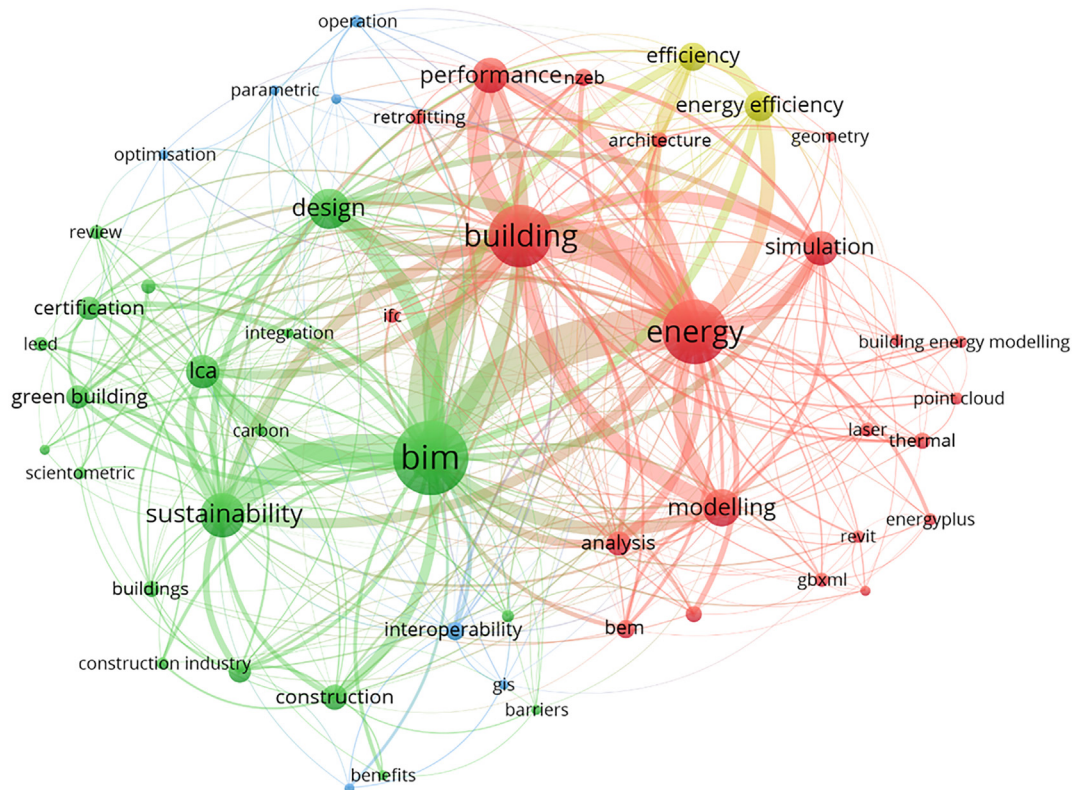 operation
efficiency
performance
nzeb
parametric
energy efficiency
retrofitting
architecture
geometry
optimisation
design
review
building
simulation
certification
ifc
integration
energy
leed
building energy modelling
lca
green building
point cloud
carbon
laser
thermal
bim
scientometric
sustainability
modelling
energyplus
analysis
revit
gbxml
buildings
interoperability
bem
construction industry
gis
construction
barriers
benefits